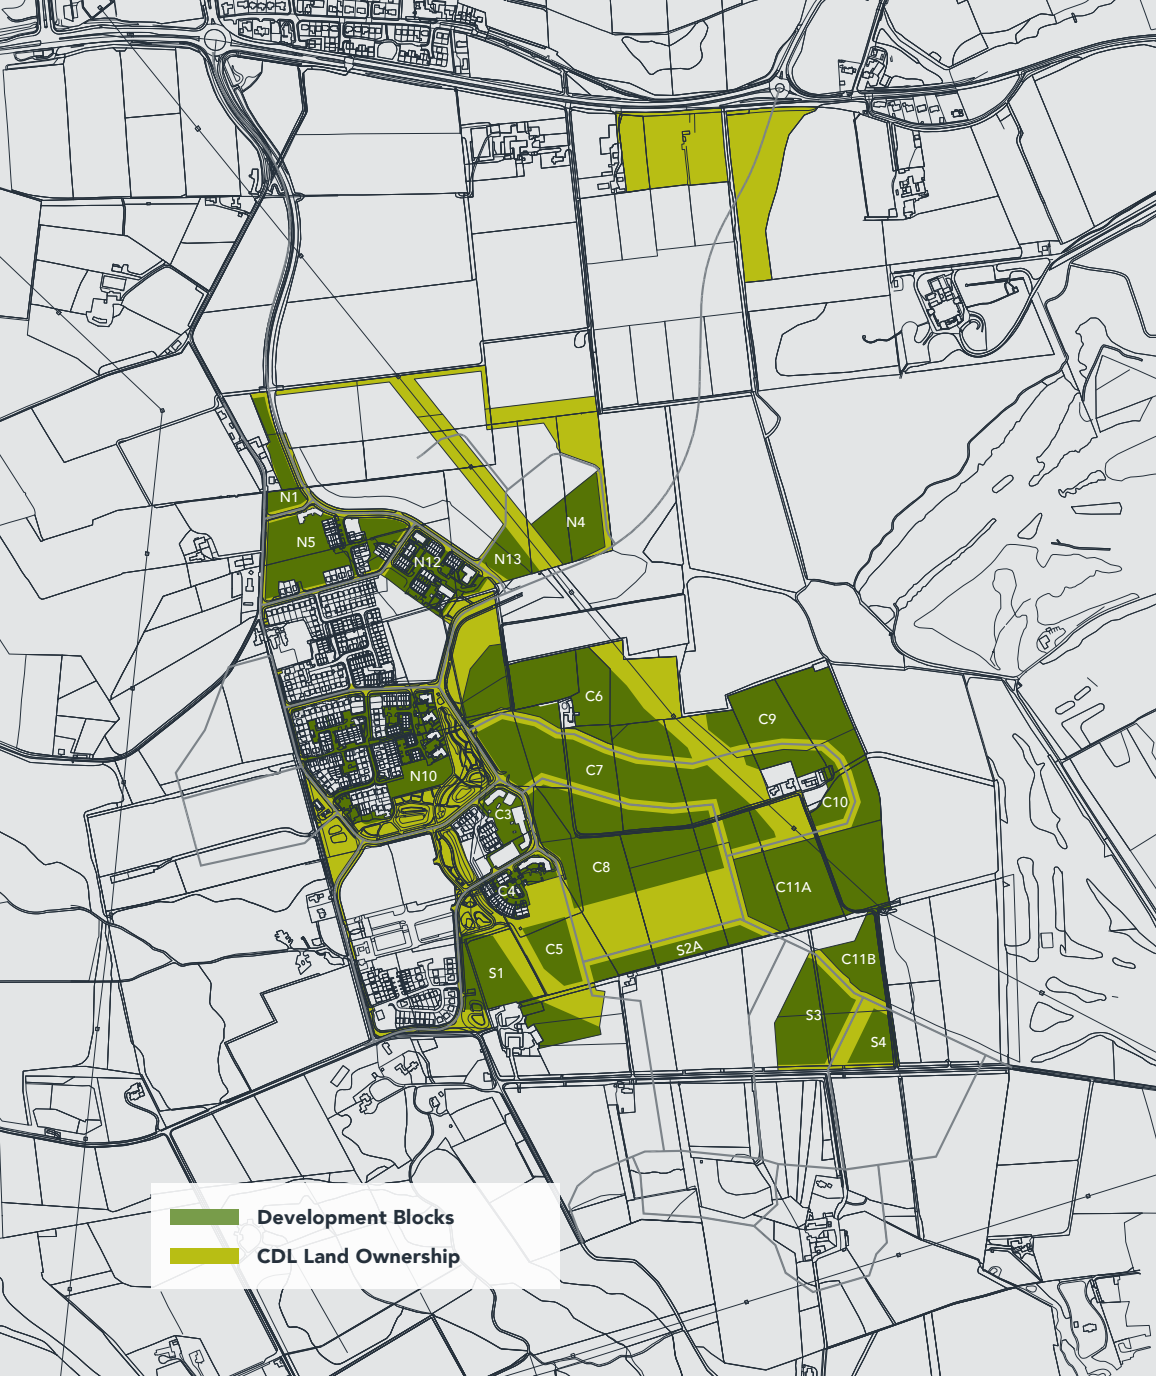 N1
N4
N5
N13
N12
C6
C9
C7
N10
C10
C3
C8
C11A
C4
S2A
C5
C11B
S1
S3
S4
Development Blocks
CDL Land Ownership